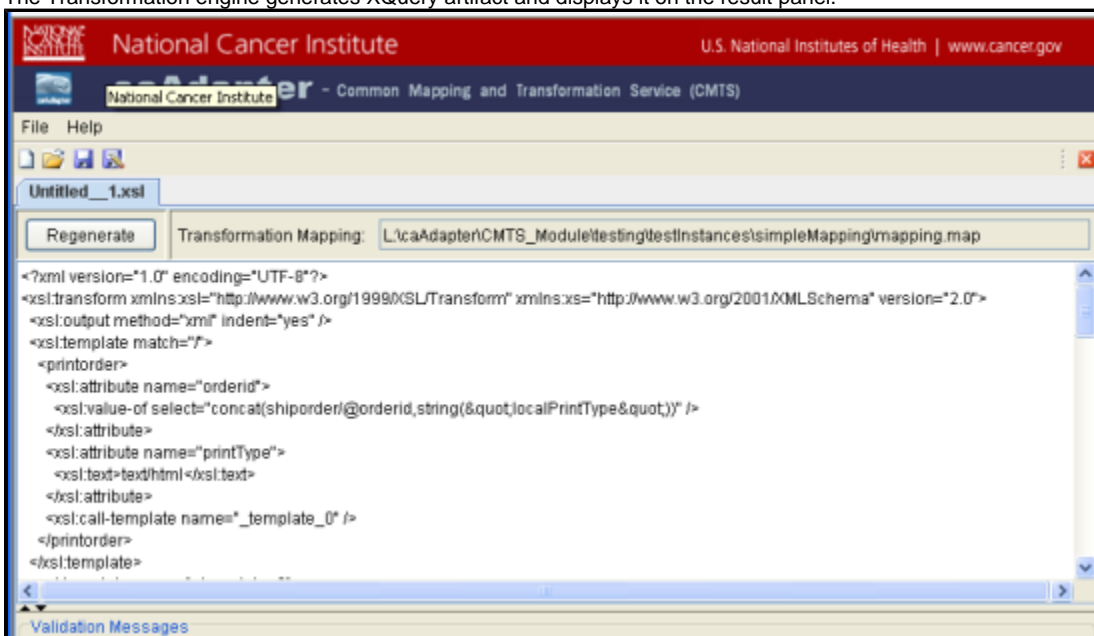 The Transformation engine generates XQuery artifact and displays it on the result panel.
NATIONAL CANCER INSTITUTE National Cancer Institute U.S. National Institutes of Health | www.cancer.gov
National Cancer Institute er - Common Mapping and Transformation Service (CMTS)
File Help
Untitled__1.xsl
Regenerate Transformation Mapping: L:\caAdapter\CMTS_Module\testing\testInstances\simpleMapping\mapping.map
<?xml version="1.0" encoding="UTF-8"?>
<xsl:transform xmlns:xsl="http://www.w3.org/1999/XSL/Transform" xmlns:xs="http://www.w3.org/2001/XMLSchema" version="2.0">
<xsl:output method="xml" indent="yes" />
<xsl:template match="/">
<printorder>
<xsl:attribute name="orderid">
<xsl:value-of select="concat(shiporder/@orderid,string(&quot;localPrintType&quot;))" />
</xsl:attribute>
<xsl:attribute name="printType">
<xsl:text>text/html</xsl:text>
</xsl:attribute>
<xsl:call-template name="_template_0" />
</printorder>
</xsl:template>
Validation Messages